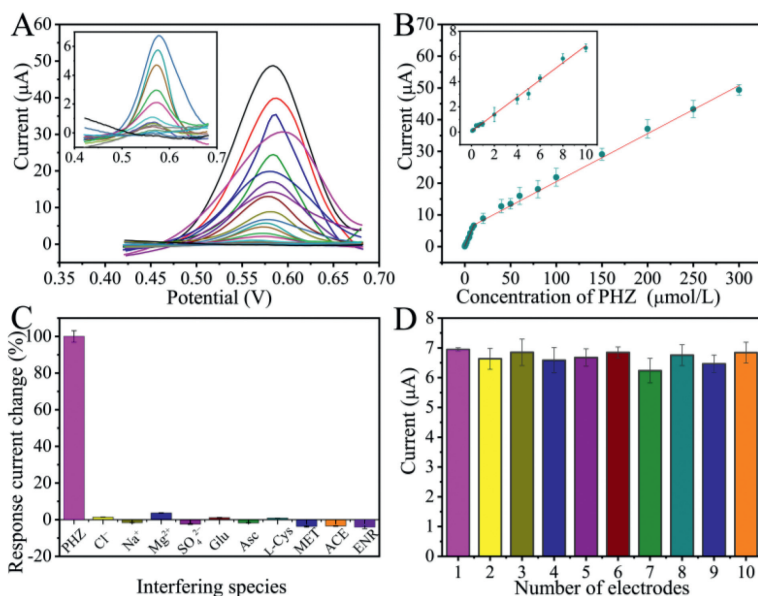 A
Current (μA)
60
50
40
30
20
10
0
6
4
2
0
0.4 0.5 0.6 0.7
0.35 0.40 0.45 0.50 0.55 0.60 0.65 0.70
Potential (V)
B
Current (μA)
70
60
50
40
30
20
10
0
8
6
4
2
0
0 2 4 6 8 10
0 50 100 150 200 250 300
Concentration of PHZ (μmol/L)
C
Response current change (%)
100
80
60
40
20
0
-20
PHZ Cl⁻ Na⁺ Mg²⁺ SO₄²⁻ Glu Asc L-Cys MET ACE ENR
Interfering species
D
Current (μA)
8
7
6
5
4
3
2
1
0
1 2 3 4 5 6 7 8 9 10
Number of electrodes